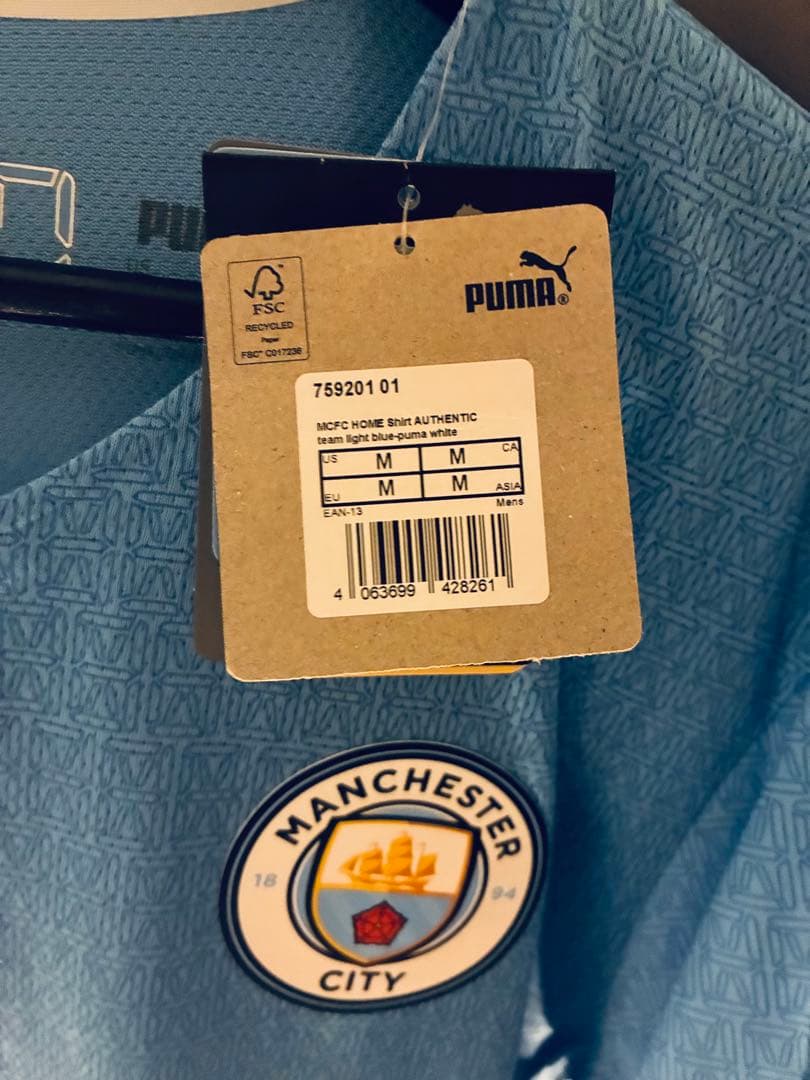 PUMA®
FSC
RECYCLED
Paper
FSC® C017236
759201 01
MCFC HOME Shirt AUTHENTIC
team light blue-puma white
US M M CA
EU M M ASIA
EAN-13 Mens
4 063699 428261
MANCHESTER
18 94
CITY